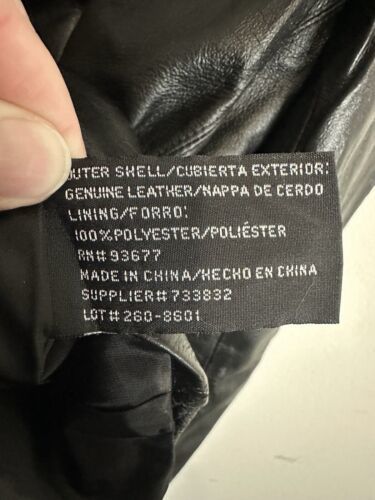 OUTER SHELL/CUBIERTA EXTERIOR:
GENUINE LEATHER/NAPPA DE CERDO
LINING/FORRO:
100%POLYESTER/POLIÉSTER
RN# 93677
MADE IN CHINA/HECHO EN CHINA
SUPPLIER# 733832
LOT# 260-8601